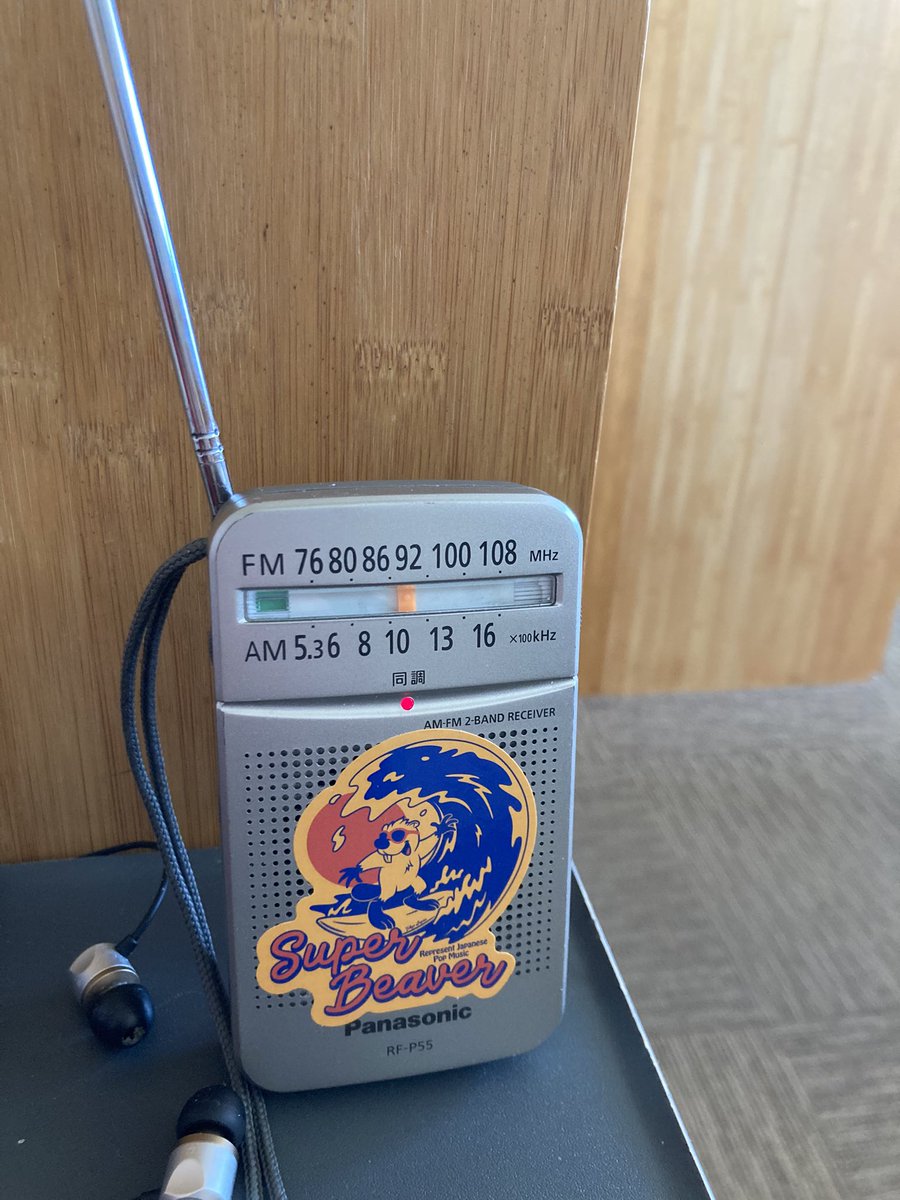 FM 76 80 86 92 100 108 MHz
AM 5.3 6 8 10 13 16 ×100kHz
同調
AM-FM 2-BAND RECEIVER
Super
Represent Japanese
Pop Music
Beaver
Panasonic
RF-P55